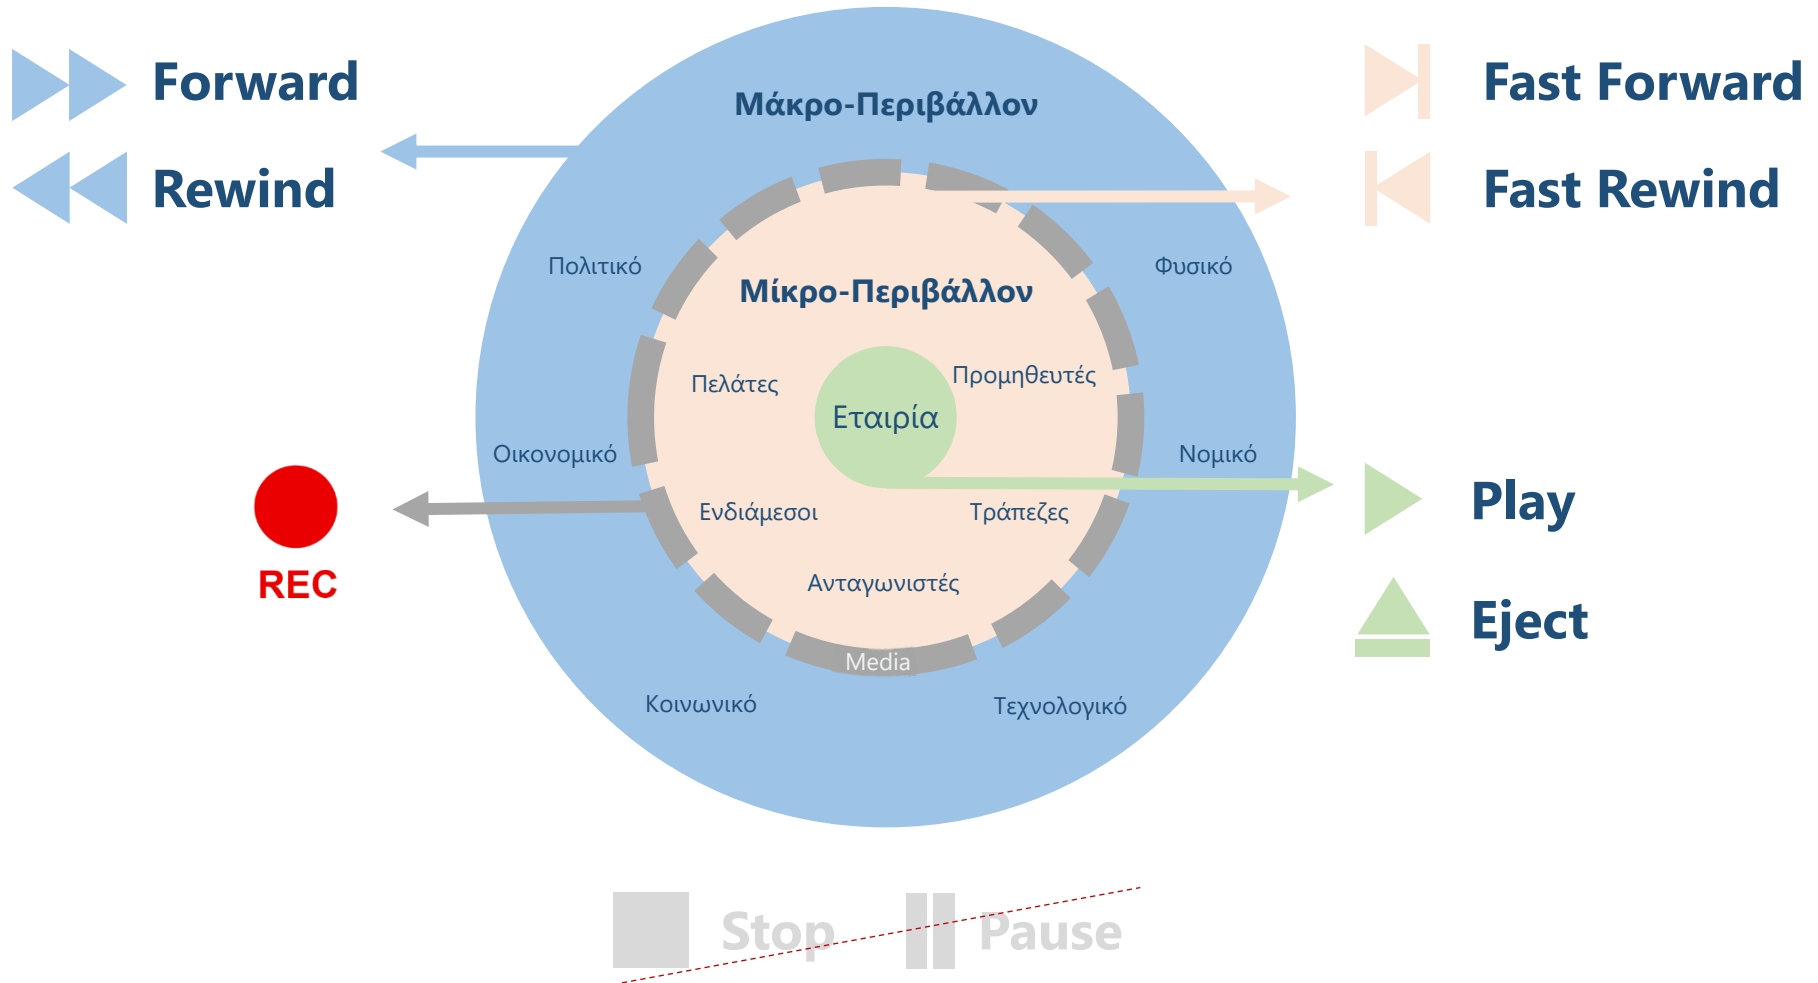 Forward
Rewind
Μάκρο-Περιβάλλον
Fast Forward
Fast Rewind
Πολιτικό
Φυσικό
Μίκρο-Περιβάλλον
Πελάτες
Προμηθευτές
Εταιρία
Οικονομικό
Νομικό
Ενδιάμεσοι
Τράπεζες
Ανταγωνιστές
Media
Κοινωνικό
Τεχνολογικό
REC
Play
Eject
Stop
Pause